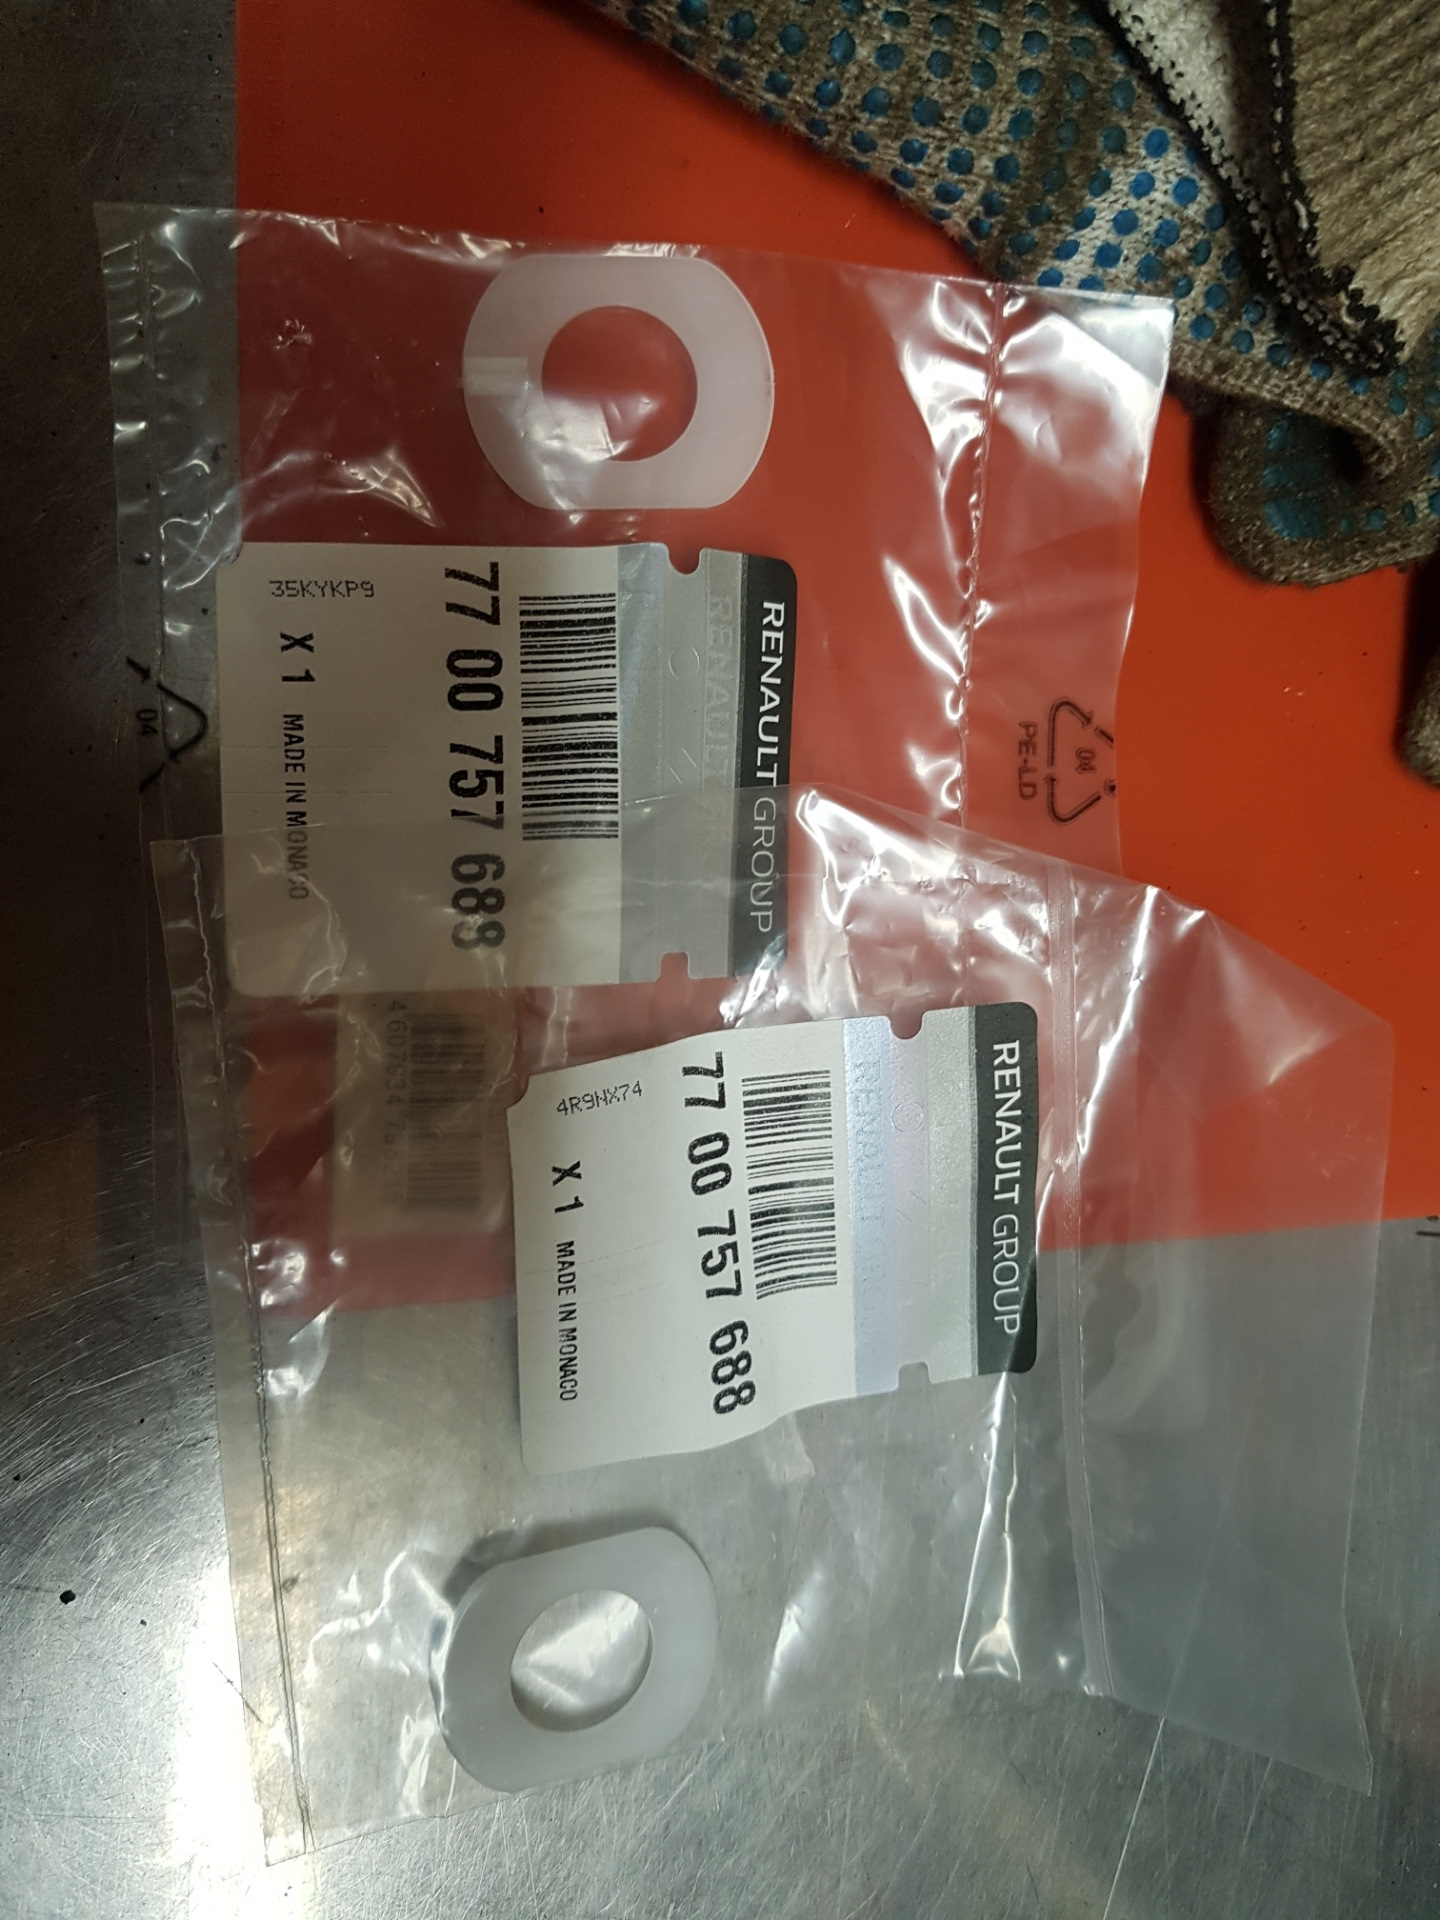 RENAULT GROUP
77 00 757 688
35KYKP9
X 1 MADE IN MONACO
04
PE-LD
04
RENAULT GROUP
77 00 757 688
4R9NX74
X 1 MADE IN MONACO